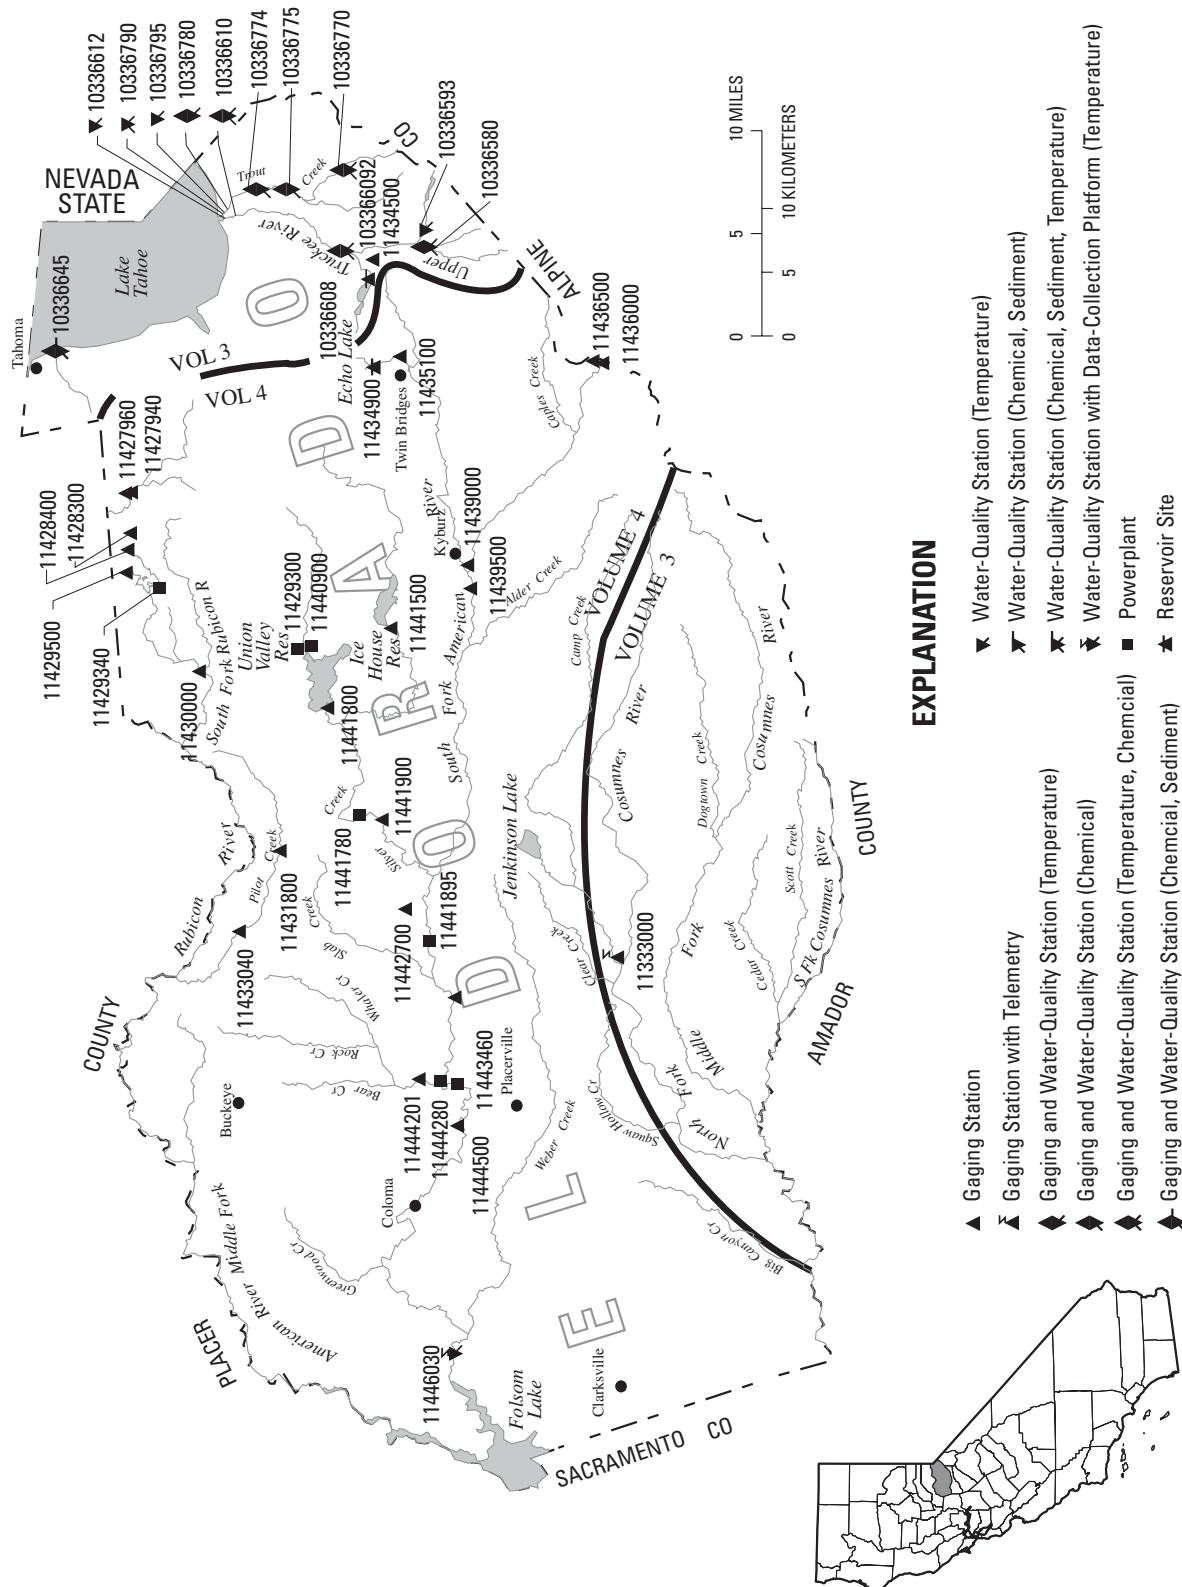 NEVADA
STATE
10336612
10336790
10336795
10336780
10336610
10336774
10336775
10336770
Tahoma
10336645
Lake
Tahoe
Trout
Creek
CO
103366092
11434500
10336593
10336580
Truckee River
Upper
ALPINE
VOL 3
VOL 4
10336608
Echo Lake
11434900
Twin Bridges
11435100
11436500
11436000
Caples Creek
11427960
11427940
11428400
11428300
11429500
11429340
11430000
South Fork Rubicon R
Union
Valley
Res
11429300
11440900
Ice
House
Res
11441500
Kyburz
River
11439000
11439500
Alder Creek
South Fork American
11441800
Creek
11441780
11441900
Silver
11441895
11442700
Rubicon River
Pilot Creek
11431800
11433040
Slab Creek
Whaler Cr
Rock Cr
Bear Cr
COUNTY
Buckeye
PLACER
Middle Fork
American River
Greenwood Cr
Coloma
11444201
11444280
11444500
11443460
Placerville
Weber Creek
11446030
Folsom
Lake
Clarksville
SACRAMENTO CO
EL DORADO
Jenkinson Lake
Camp Creek
VOLUME 4
VOLUME 3
Clear Creek
11333000
Cosumnes River
Squaw Hollow Cr
North Fork
Middle Fork Cosumnes River
Dogtown Creek
Scott Creek
Cedar Creek
S Fk Cosumnes River
Big Canyon Cr
AMADOR COUNTY
0 5 10 MILES
0 5 10 KILOMETERS
EXPLANATION
Gaging Station
Gaging Station with Telemetry
Gaging and Water-Quality Station (Temperature)
Gaging and Water-Quality Station (Chemical)
Gaging and Water-Quality Station (Temperature, Chemcial)
Gaging and Water-Quality Station (Chemcial, Sediment)
Water-Quality Station (Temperature)
Water-Quality Station (Chemical, Sediment)
Water-Quality Station (Chemical, Sediment, Temperature)
Water-Quality Station with Data-Collection Platform (Temperature)
Powerplant
Reservoir Site